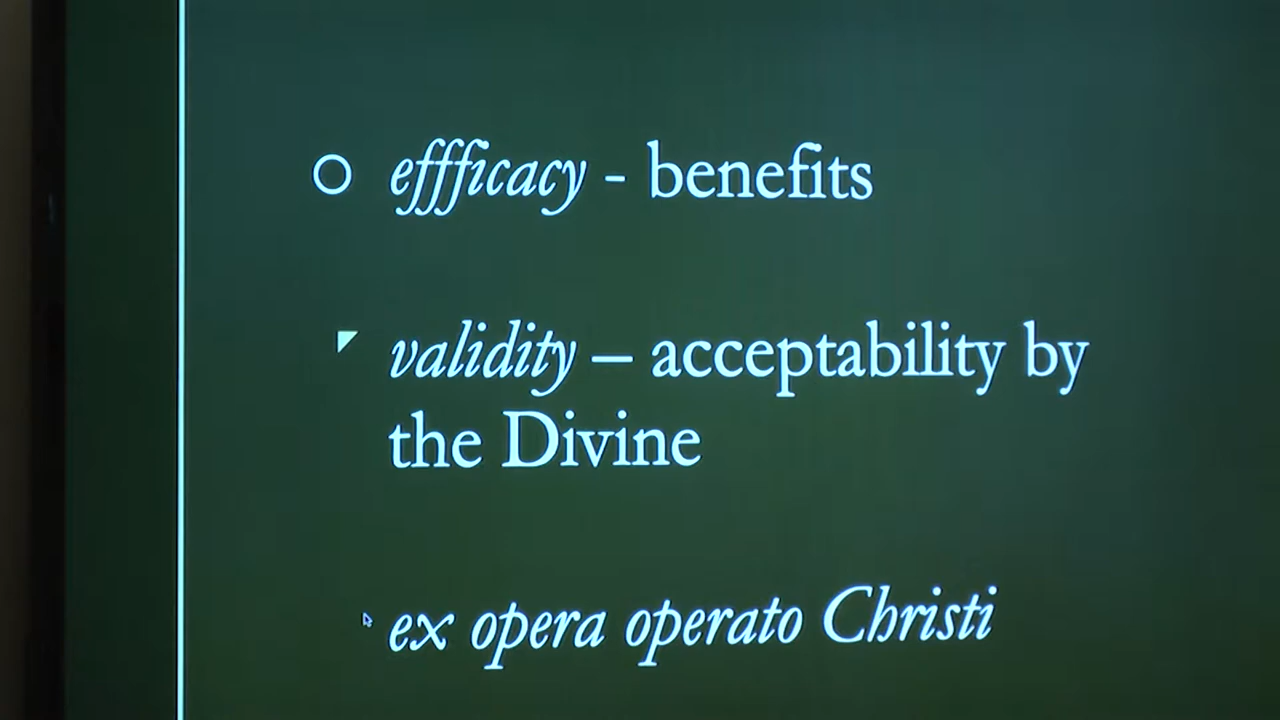 effficacy - benefits
validity – acceptability by
the Divine
ex opera operato Christi